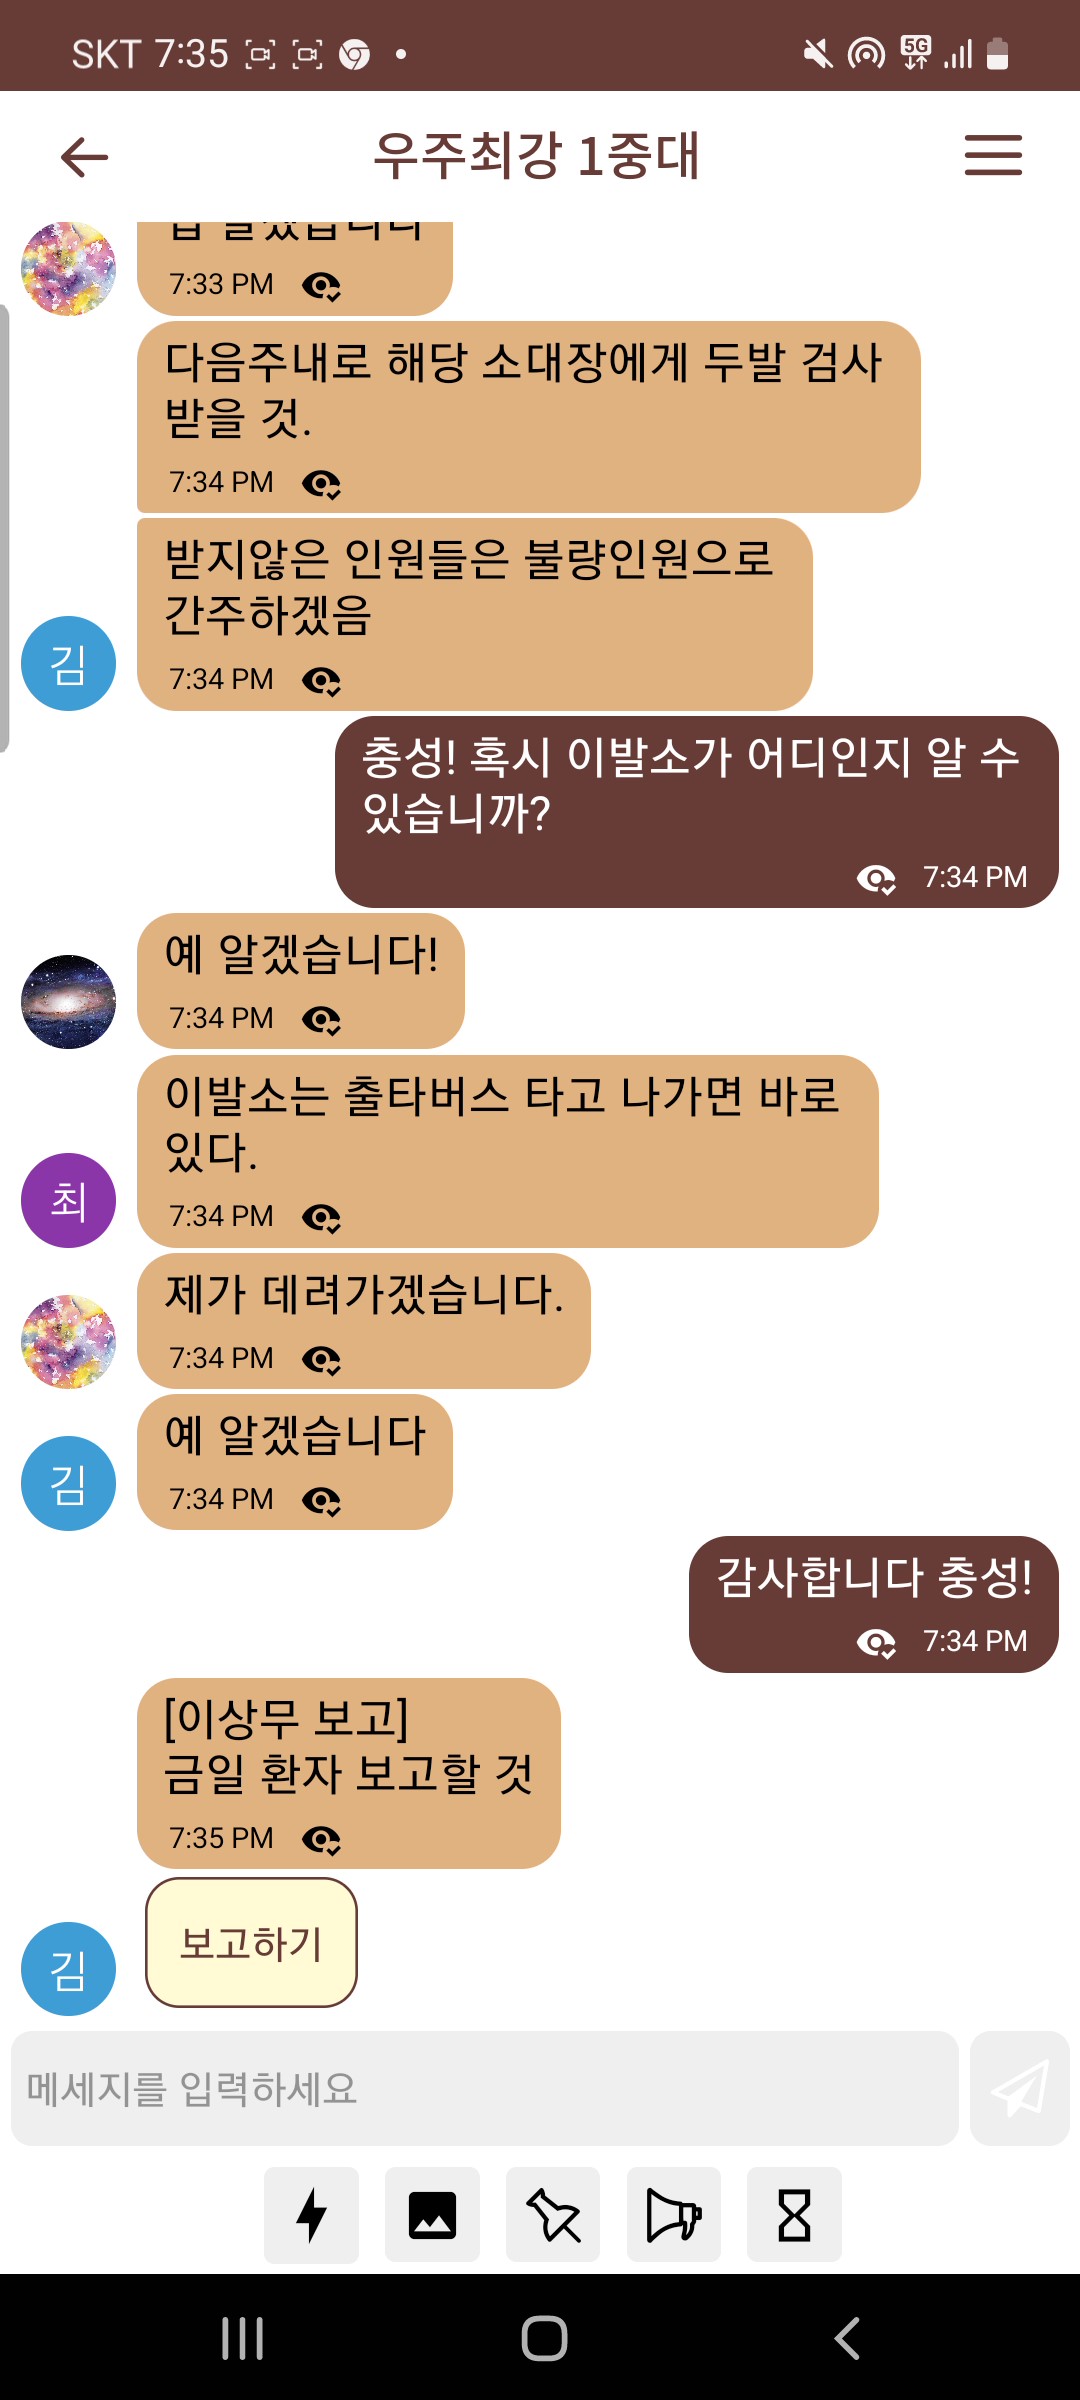 SKT 7:35
5G
우주최강 1중대
7:33 PM
다음주내로 해당 소대장에게 두발 검사
받을 것.
7:34 PM
받지않은 인원들은 불량인원으로
간주하겠음
김
7:34 PM
충성! 혹시 이발소가 어디인지 알 수
있습니까?
7:34 PM
예 알겠습니다!
7:34 PM
이발소는 출타버스 타고 나가면 바로
있다.
최
7:34 PM
제가 데려가겠습니다.
7:34 PM
예 알겠습니다
김
7:34 PM
감사합니다 충성!
7:34 PM
[이상무 보고]
금일 환자 보고할 것
7:35 PM
보고하기
김
메세지를 입력하세요